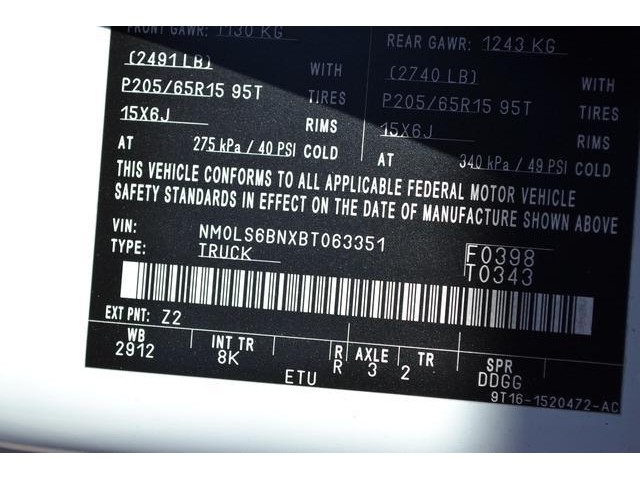 FRONT GAWR: 1130 KG REAR GAWR: 1243 KG
(2491LB) WITH (2740 LB) WITH
P205/65R15 95T TIRES P205/65R15 95T TIRES
15X6J RIMS 15X6J RIMS
AT 275 kPa / 40 PSI COLD AT 340 kPa / 49 PSI COLD
THIS VEHICLE CONFORMS TO ALL APPLICABLE FEDERAL MOTOR VEHICLE
SAFETY STANDARDS IN EFFECT ON THE DATE OF MANUFACTURE SHOWN ABOVE
VIN: NM0LS6BNXBT063351 F0398
TYPE: TRUCK T0343
EXT PNT: Z2
WB INT TR R AXLE TR SPR
2912 8K R 3 2 DDGG
ETU 9T16-1520472-AC